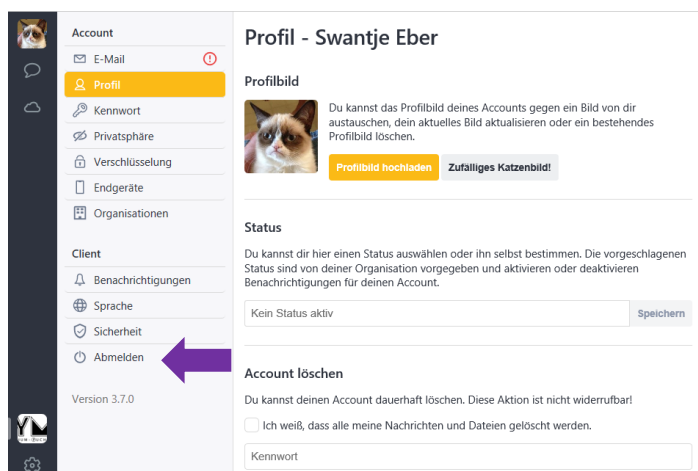 Account
E-Mail
Profil
Kennwort
Privatsphäre
Verschlüsselung
Endgeräte
Organisationen
Client
Benachrichtigungen
Sprache
Sicherheit
Abmelden
Version 3.7.0
Profil - Swantje Eber
Profilbild
Du kannst das Profilbild deines Accounts gegen ein Bild von dir
austauschen, dein aktuelles Bild aktualisieren oder ein bestehendes
Profilbild löschen.
Profilbild hochladen
Zufälliges Katzenbild!
Status
Du kannst dir hier einen Status auswählen oder ihn selbst bestimmen. Die vorgeschlagenen
Status sind von deiner Organisation vorgegeben und aktivieren oder deaktivieren
Benachrichtigungen für deinen Account.
Kein Status aktiv
Speichern
Account löschen
Du kannst deinen Account dauerhaft löschen. Diese Aktion ist nicht widerrufbar!
Ich weiß, dass alle meine Nachrichten und Dateien gelöscht werden.
Kennwort